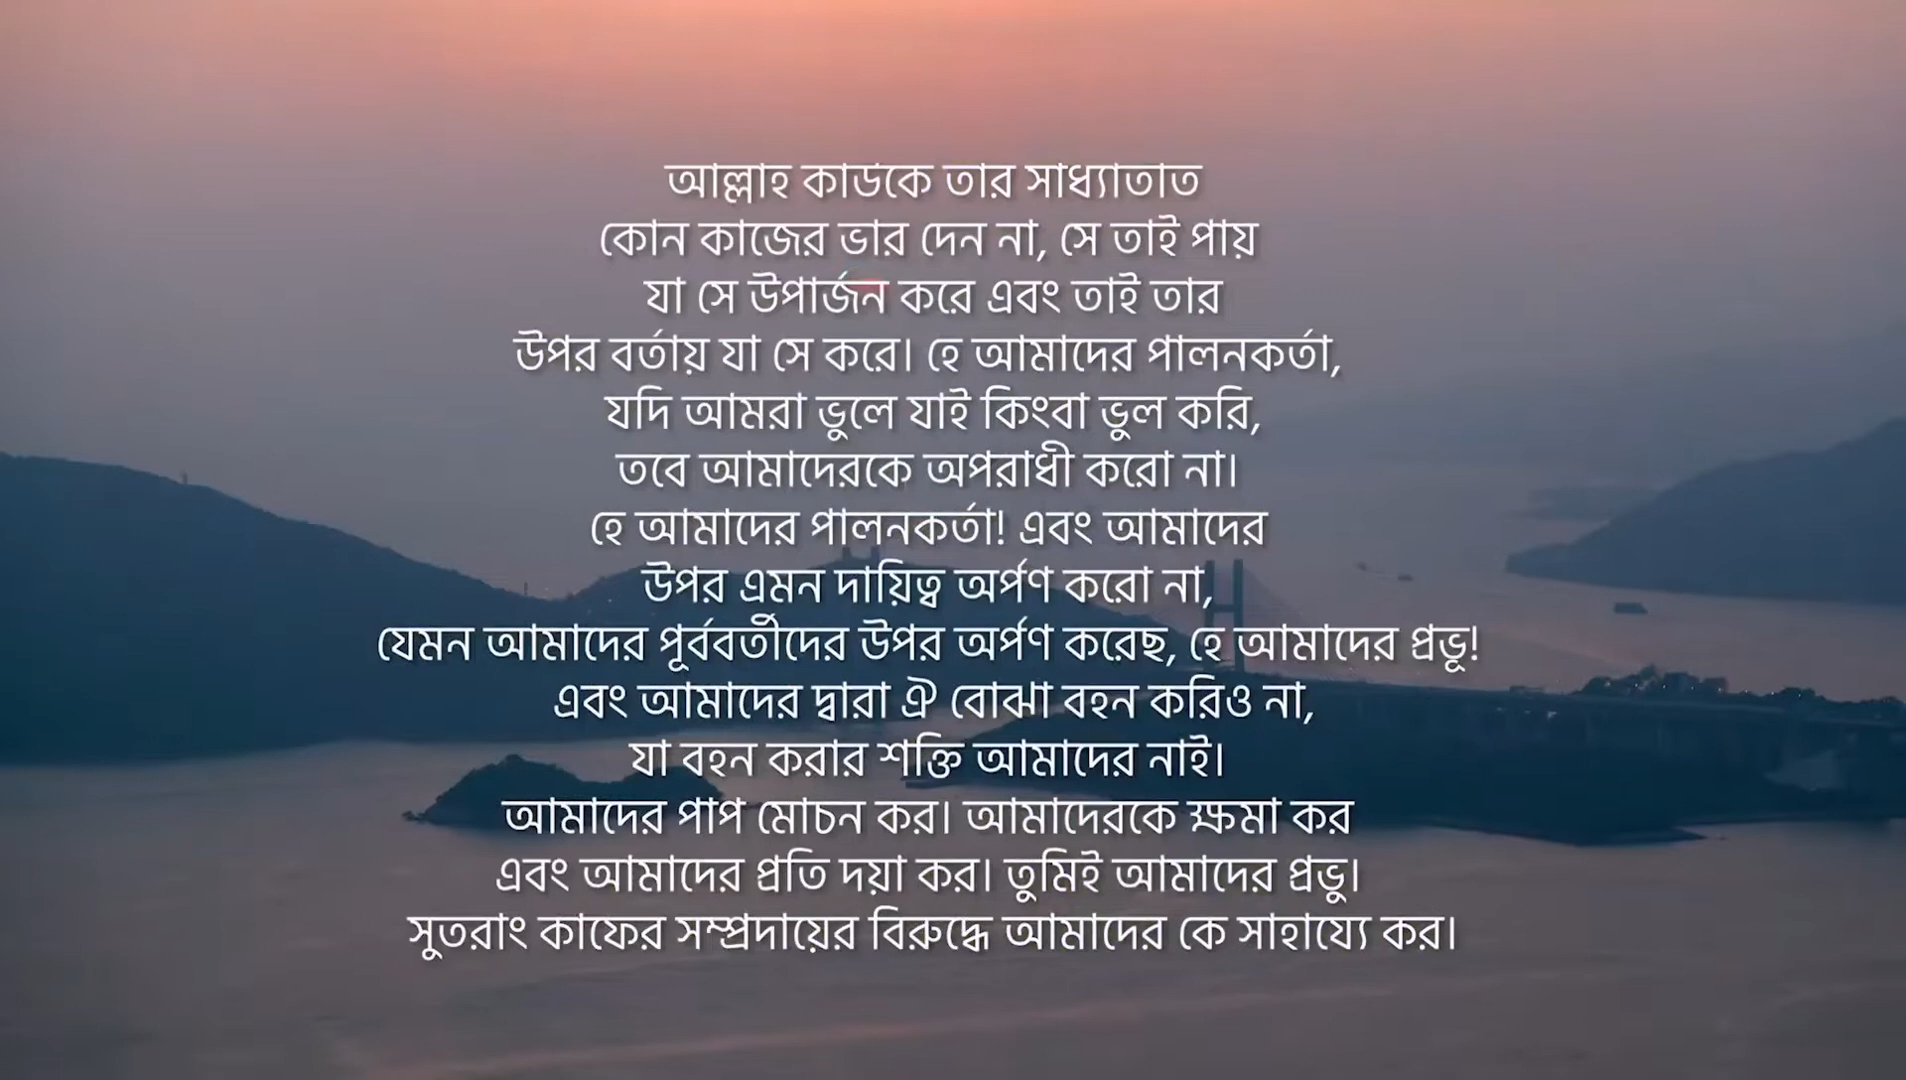 আল্লাহ কাউকে তার সাধ্যাতাত
কোন কাজের ভার দেন না, সে তাই পায়
যা সে উপার্জন করে এবং তাই তার
উপর বর্তায় যা সে করে। হে আমাদের পালনকর্তা,
যদি আমরা ভুলে যাই কিংবা ভুল করি,
তবে আমাদেরকে অপরাধী করো না।
হে আমাদের পালনকর্তা! এবং আমাদের
উপর এমন দায়িত্ব অর্পণ করো না,
যেমন আমাদের পূর্ববর্তীদের উপর অর্পণ করেছ, হে আমাদের প্রভূ!
এবং আমাদের দ্বারা ঐ বোঝা বহন করিও না,
যা বহন করার শক্তি আমাদের নাই।
আমাদের পাপ মোচন কর। আমাদেরকে ক্ষমা কর
এবং আমাদের প্রতি দয়া কর। তুমিই আমাদের প্রভু।
সুতরাং কাফের সম্প্রদায়ের বিরুদ্ধে আমাদের কে সাহায্যে কর।